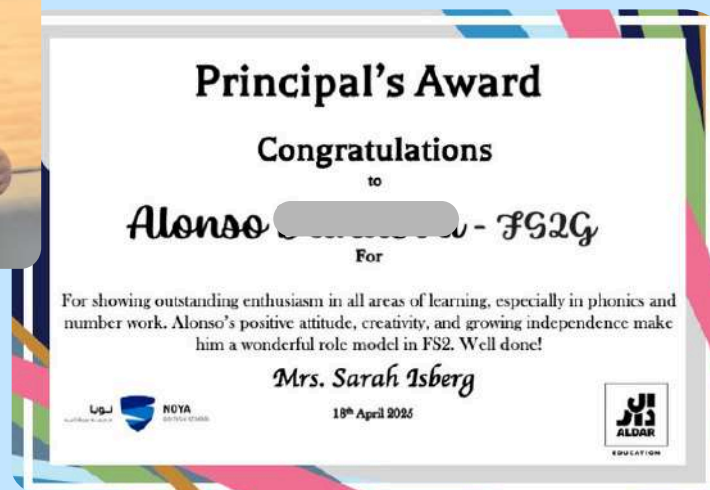 Principal's Award
Congratulations
to
Alonso - FS2G
For
For showing outstanding enthusiasm in all areas of learning, especially in phonics and
number work. Alonso's positive attitude, creativity, and growing independence make
him a wonderful role model in FS2. Well done!
Mrs. Sarah Isberg
18th April 2025
نويا
NOYA
الدار
ALDAR
EDUCATION